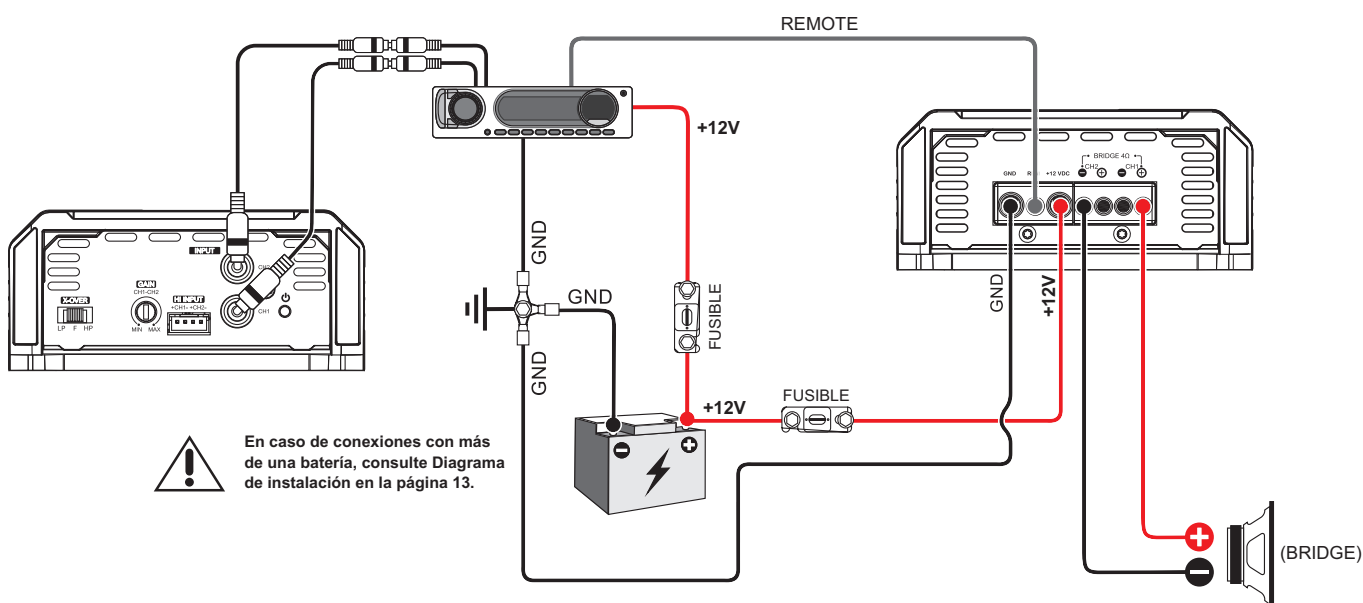 REMOTE
+12V
BRIDGE 4Ω
CH2 CH1
GND +12 VDC
GND
INPUT
CH1
X-OVER
LP F HP
GAIN
CH1-CH2
MIN MAX
HI INPUT
+CH1- +CH2-
GND
GND
GND
FUSIBLE
+12V
FUSIBLE
+12V
En caso de conexiones con más
de una batería, consulte Diagrama
de instalación en la página 13.
(BRIDGE)